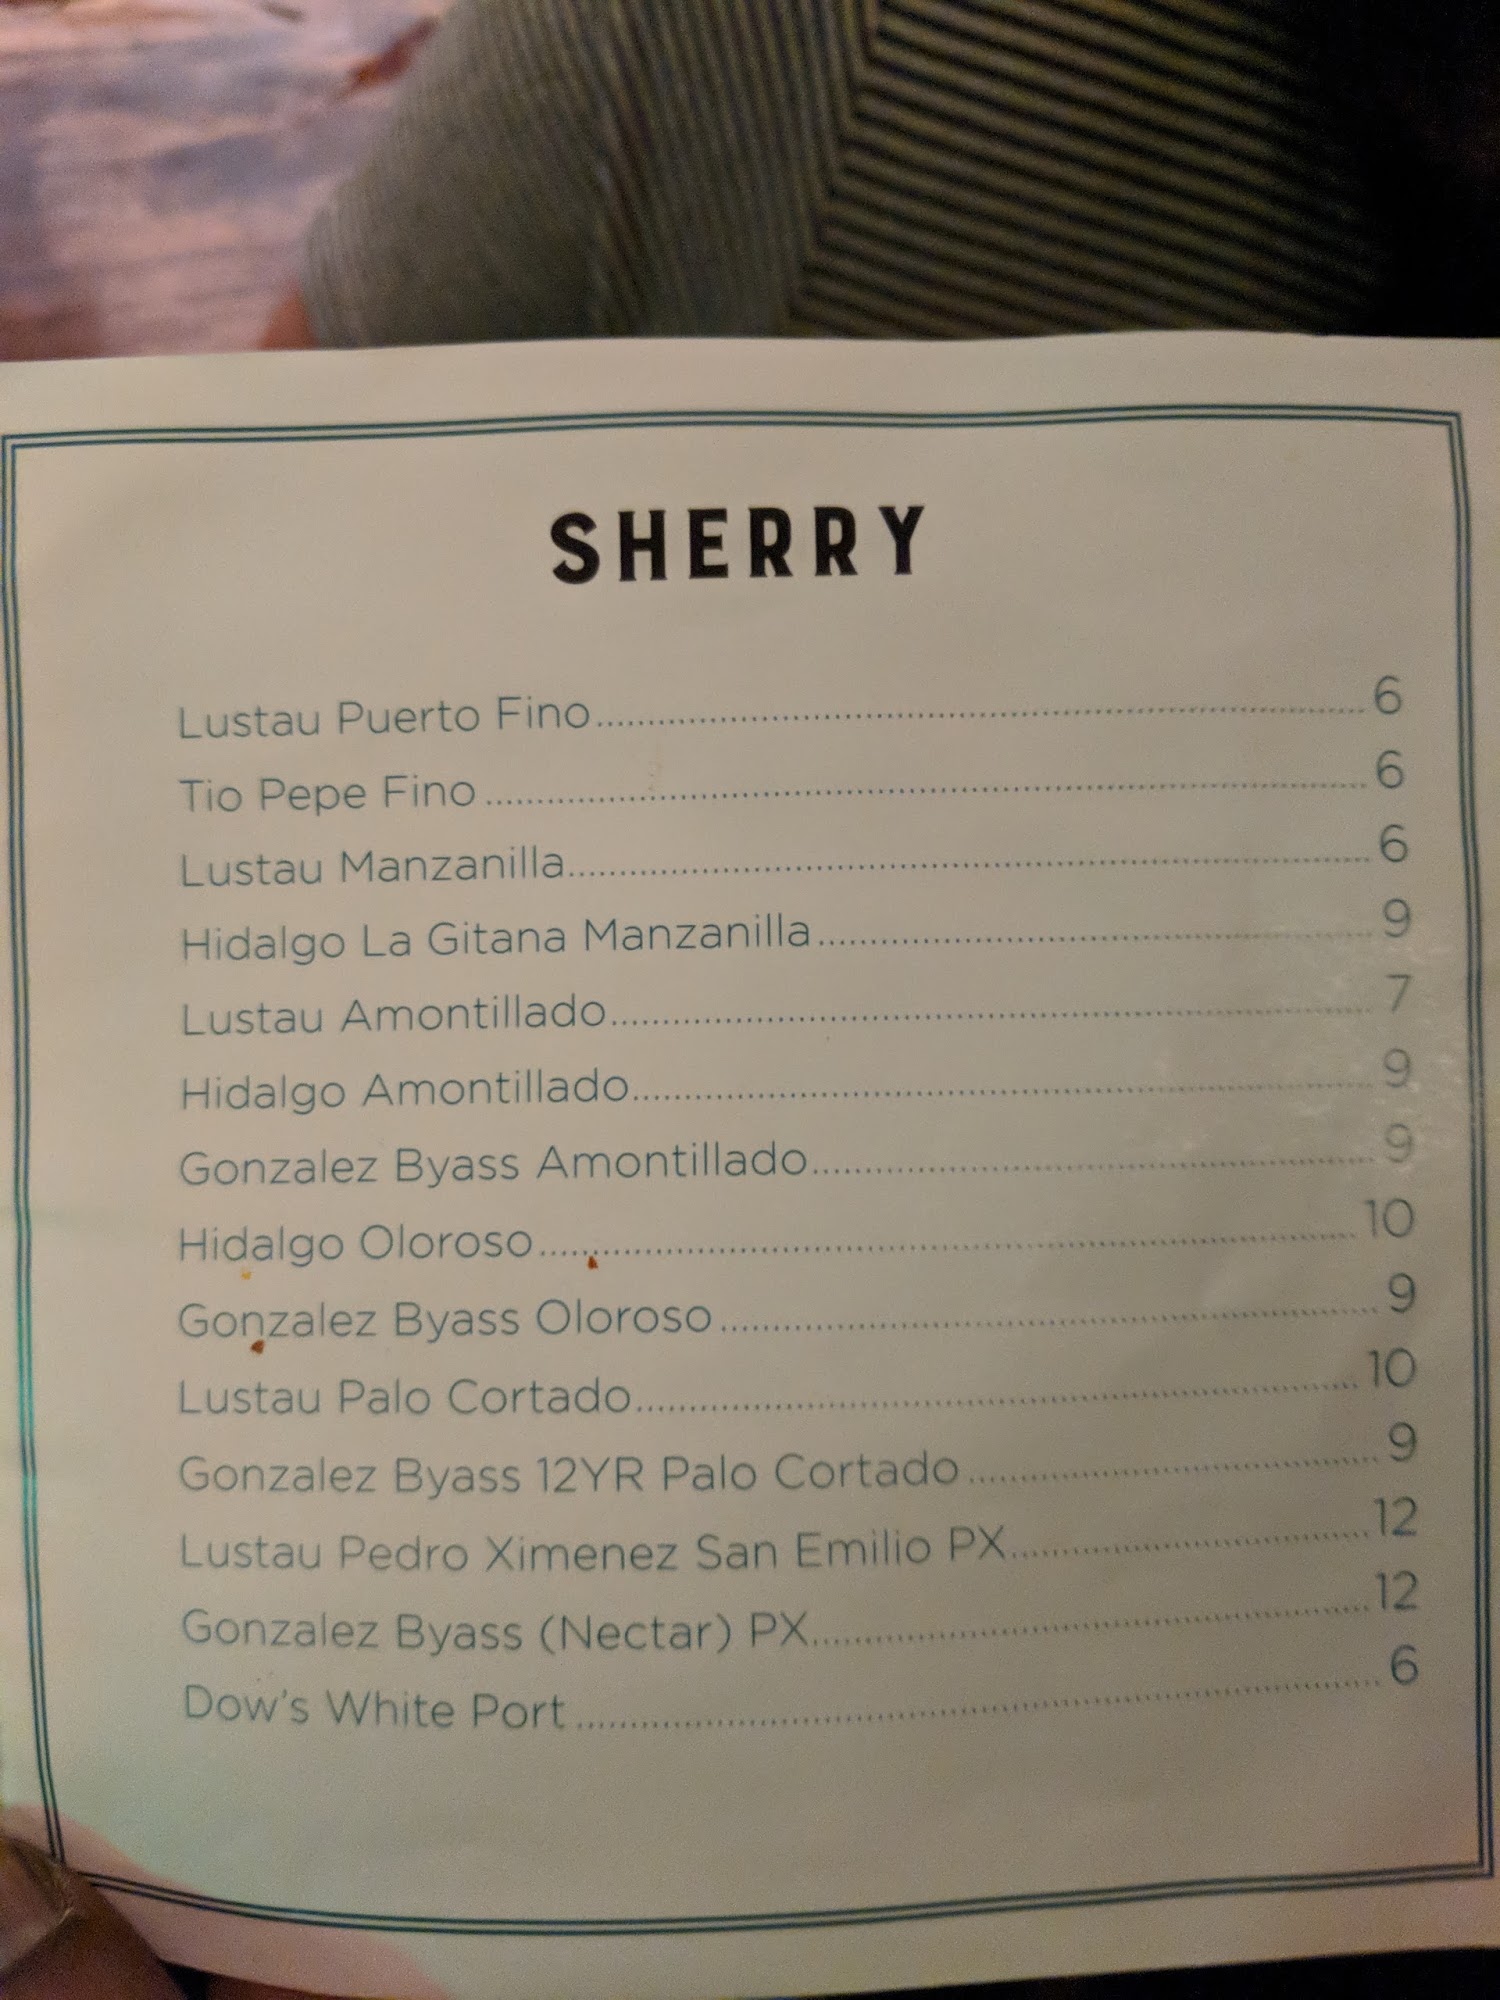 SHERRY
Lustau Puerto Fino 6
Tio Pepe Fino 6
Lustau Manzanilla 6
Hidalgo La Gitana Manzanilla 9
Lustau Amontillado 7
Hidalgo Amontillado 9
Gonzalez Byass Amontillado 9
Hidalgo Oloroso 10
Gonzalez Byass Oloroso 9
Lustau Palo Cortado 10
Gonzalez Byass 12YR Palo Cortado 9
Lustau Pedro Ximenez San Emilio PX 12
Gonzalez Byass (Nectar) PX 12
Dow's White Port 6